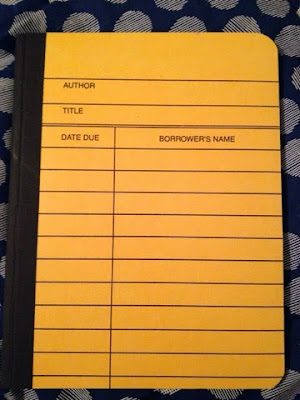 AUTHOR
TITLE
DATE DUE BORROWER'S NAME